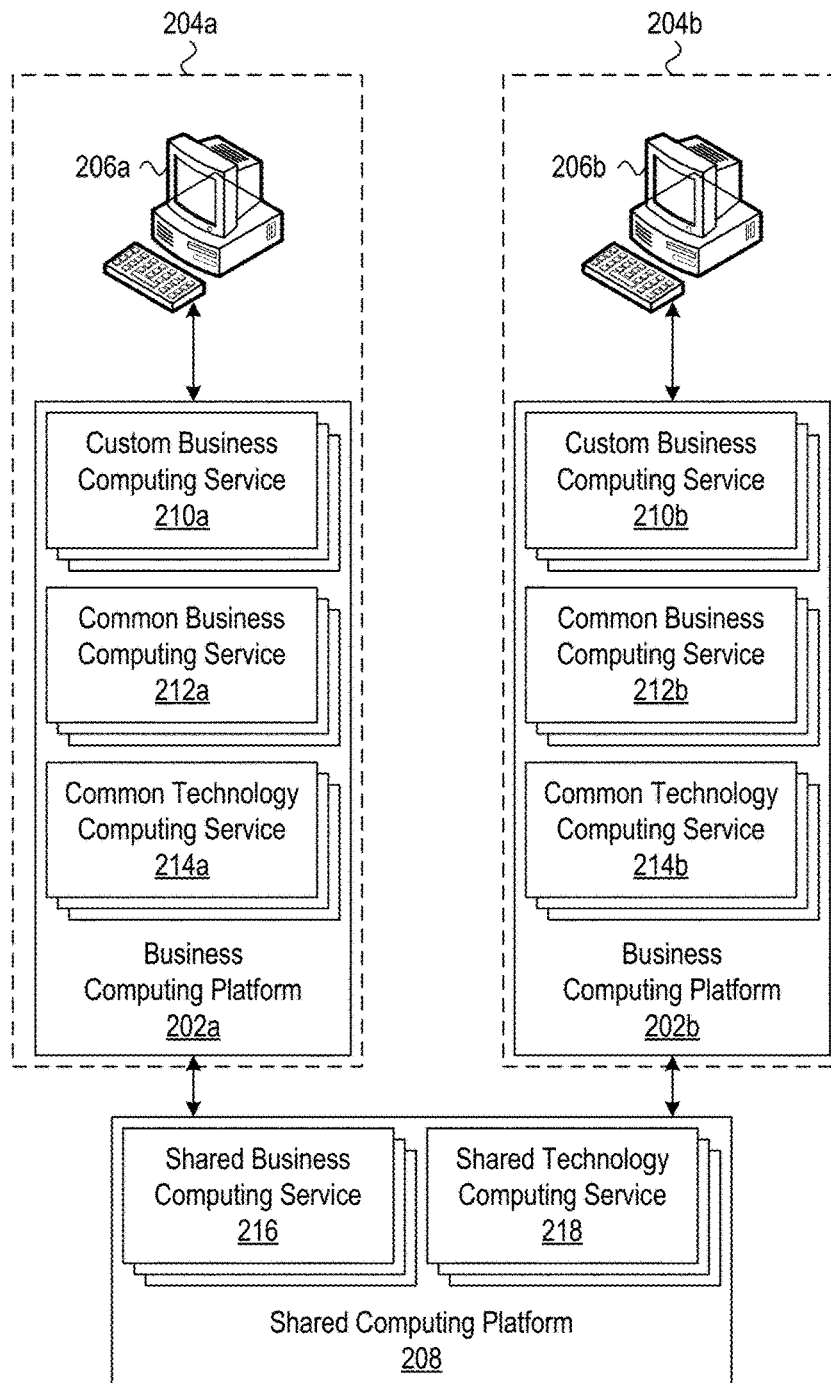 204a
204b
206a
206b
Custom Business
Computing Service
210a
Custom Business
Computing Service
210b
Common Business
Computing Service
212a
Common Business
Computing Service
212b
Common Technology
Computing Service
214a
Common Technology
Computing Service
214b
Business
Computing Platform
202a
Business
Computing Platform
202b
Shared Business
Computing Service
216
Shared Technology
Computing Service
218
Shared Computing Platform
208